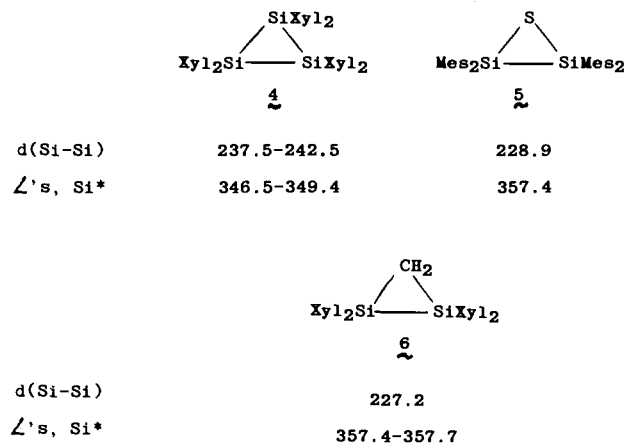 SiXyl2 S
Xyl2Si SiXyl2 Mes2Si SiMes2
4 5
d(Si-Si) 237.5-242.5 228.9
∠'s, Si* 346.5-349.4 357.4
CH2
Xyl2Si SiXyl2
6
d(Si-Si) 227.2
∠'s, Si* 357.4-357.7